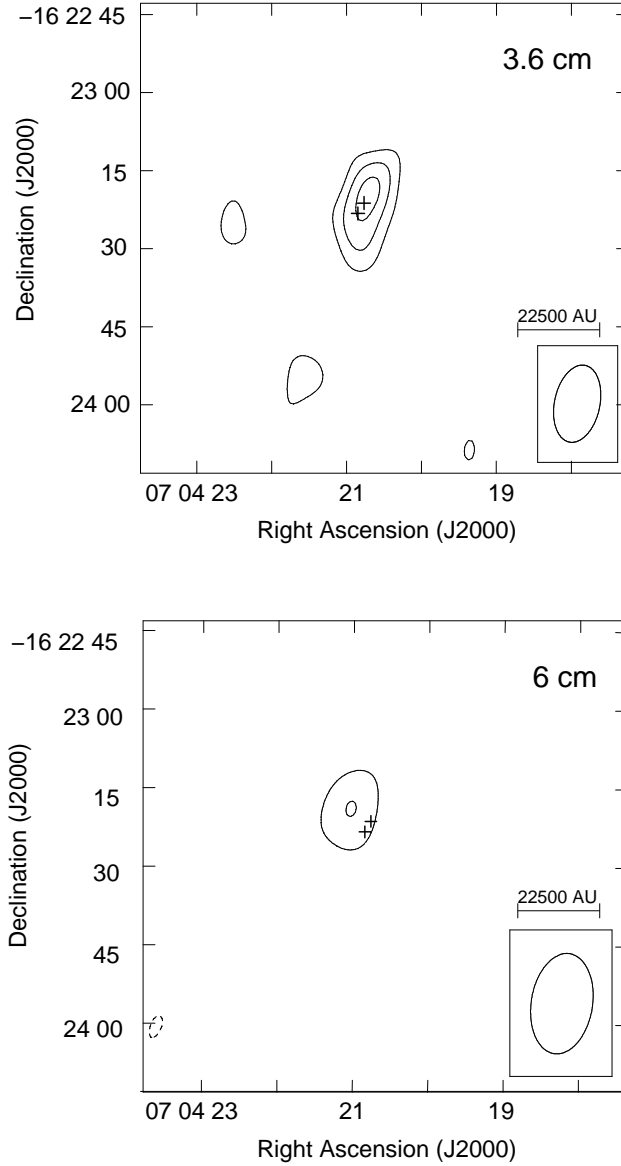 −16 22 45
3.6 cm
23 00
15
30
45
24 00
22500 AU
07 04 23
21
19
Right Ascension (J2000)
Declination (J2000)
−16 22 45
6 cm
23 00
15
30
45
24 00
22500 AU
07 04 23
21
19
Right Ascension (J2000)
Declination (J2000)